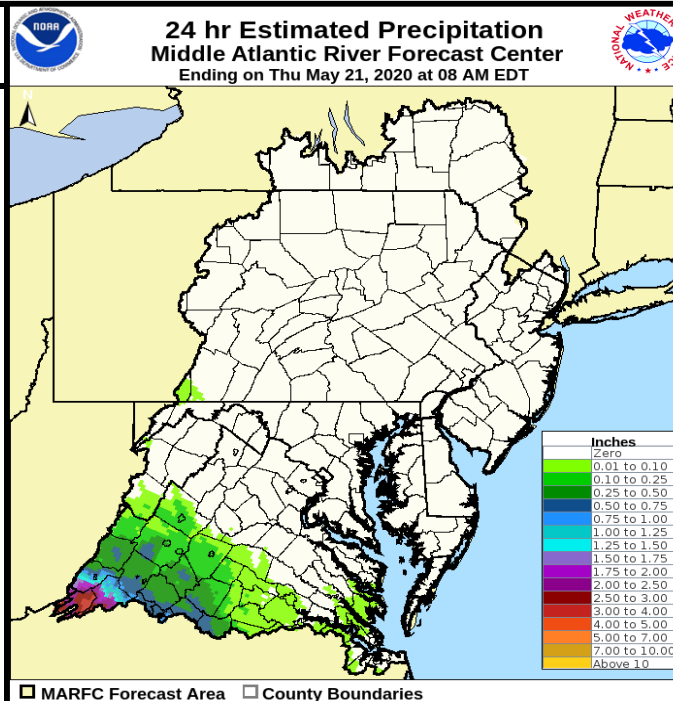 24 hr Estimated Precipitation
Middle Atlantic River Forecast Center
Ending on Thu May 21, 2020 at 08 AM EDT
NOAA
NATIONAL WEATHER
N
Inches
Zero
0.01 to 0.10
0.10 to 0.25
0.25 to 0.50
0.50 to 0.75
0.75 to 1.00
1.00 to 1.25
1.25 to 1.50
1.50 to 1.75
1.75 to 2.00
2.00 to 2.50
2.50 to 3.00
3.00 to 4.00
4.00 to 5.00
5.00 to 7.00
7.00 to 10.00
Above 10
MARFC Forecast Area County Boundaries